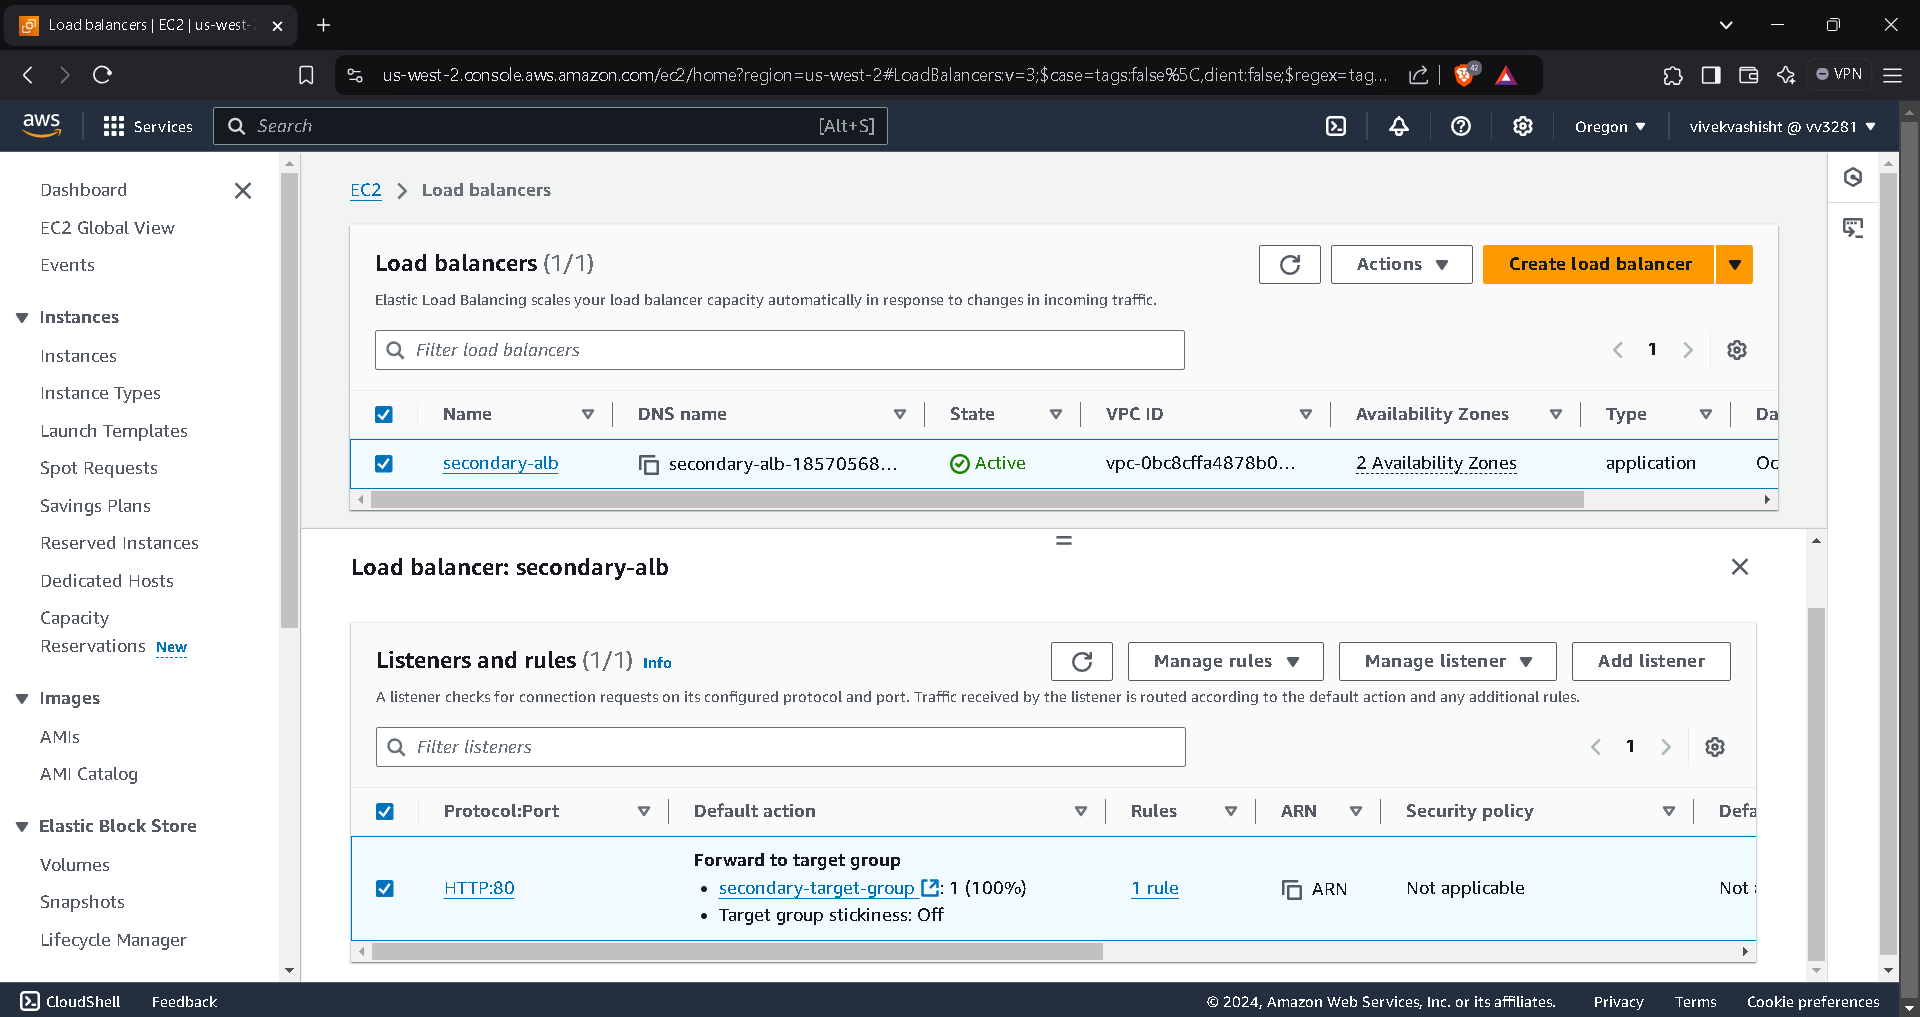 Load balancers | EC2 | us-west-2
us-west-2.console.aws.amazon.com/ec2/home?region=us-west-2#LoadBalancers:v=3;$case=tags:false%5C,client:false;$regex=tag...
42
VPN
aws
Services
Search
[Alt+S]
Oregon
vivekvashisht @ vv3281
Dashboard
EC2 Global View
Events
Instances
Instances
Instance Types
Launch Templates
Spot Requests
Savings Plans
Reserved Instances
Dedicated Hosts
Capacity
Reservations New
Images
AMIs
AMI Catalog
Elastic Block Store
Volumes
Snapshots
Lifecycle Manager
EC2 > Load balancers
Load balancers (1/1)
Actions
Create load balancer
Elastic Load Balancing scales your load balancer capacity automatically in response to changes in incoming traffic.
Filter load balancers
1
Name DNS name State VPC ID Availability Zones Type Da
secondary-alb secondary-alb-18570568... Active vpc-0bc8cffa4878b0... 2 Availability Zones application Oc
Load balancer: secondary-alb
Listeners and rules (1/1) Info
Manage rules
Manage listener
Add listener
A listener checks for connection requests on its configured protocol and port. Traffic received by the listener is routed according to the default action and any additional rules.
Filter listeners
1
Protocol:Port Default action Rules ARN Security policy Defa
Forward to target group
HTTP:80 • secondary-target-group : 1 (100%) 1 rule ARN Not applicable Not
• Target group stickiness: Off
CloudShell Feedback © 2024, Amazon Web Services, Inc. or its affiliates. Privacy Terms Cookie preferences